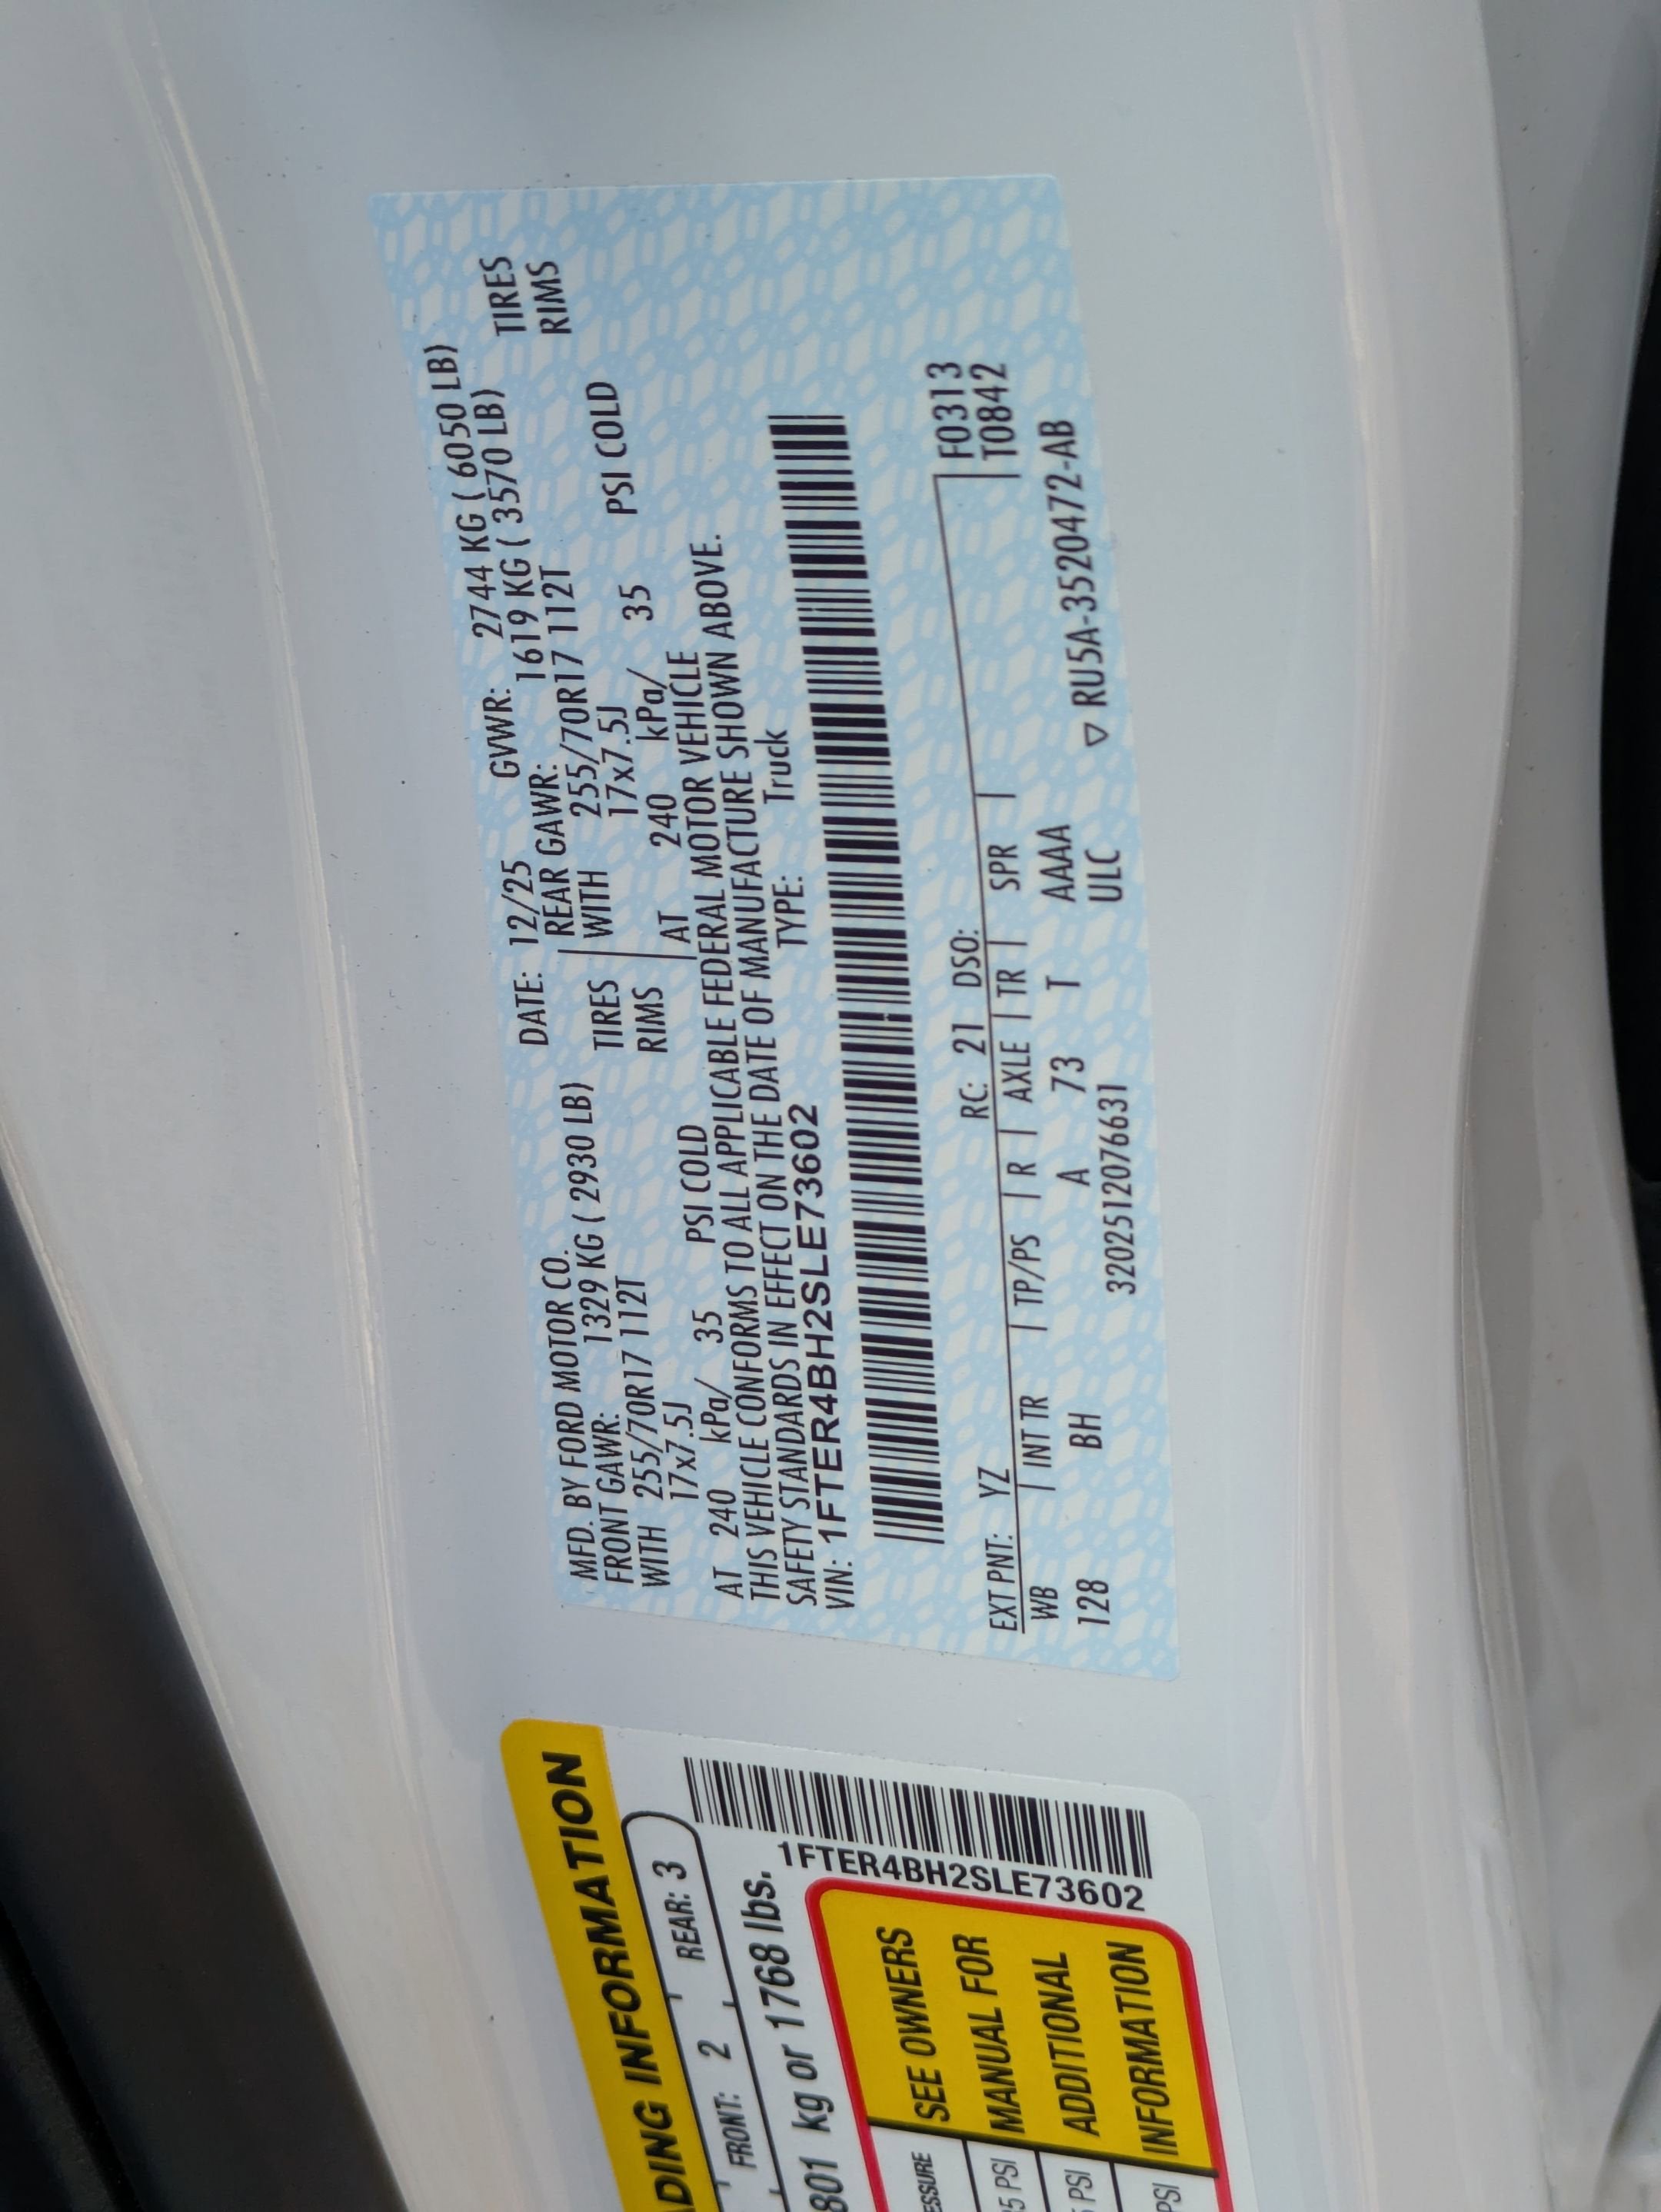 MFD. BY FORD MOTOR CO. DATE: 12/25 GVWR: 2744 KG ( 6050 LB)
FRONT GAWR: 1329 KG ( 2930 LB) REAR GAWR: 1619 KG ( 3570 LB)
WITH 255/70R17 112T TIRES WITH 255/70R17 112T TIRES
17x7.5J RIMS 17x7.5J RIMS
AT 240 kPa/ 35 PSI COLD AT 240 kPa/ 35 PSI COLD
THIS VEHICLE CONFORMS TO ALL APPLICABLE FEDERAL MOTOR VEHICLE
SAFETY STANDARDS IN EFFECT ON THE DATE OF MANUFACTURE SHOWN ABOVE.
VIN: 1FTER4BH2SLE73602 TYPE: Truck
EXT PNT: YZ RC: 21 DSO: F0313
WB INT TR TP/PS R AXLE TR SPR T0842
128 BH A 73 T AAAA
3202512076631 ULC ▽ RU5A-3520472-AB
DING INFORMATION
FRONT: 2 REAR: 3
801 kg or 1768 lbs.
1FTER4BH2SLE73602
ESSURE
5 PSI
PSI
PSI
SEE OWNERS
MANUAL FOR
ADDITIONAL
INFORMATION